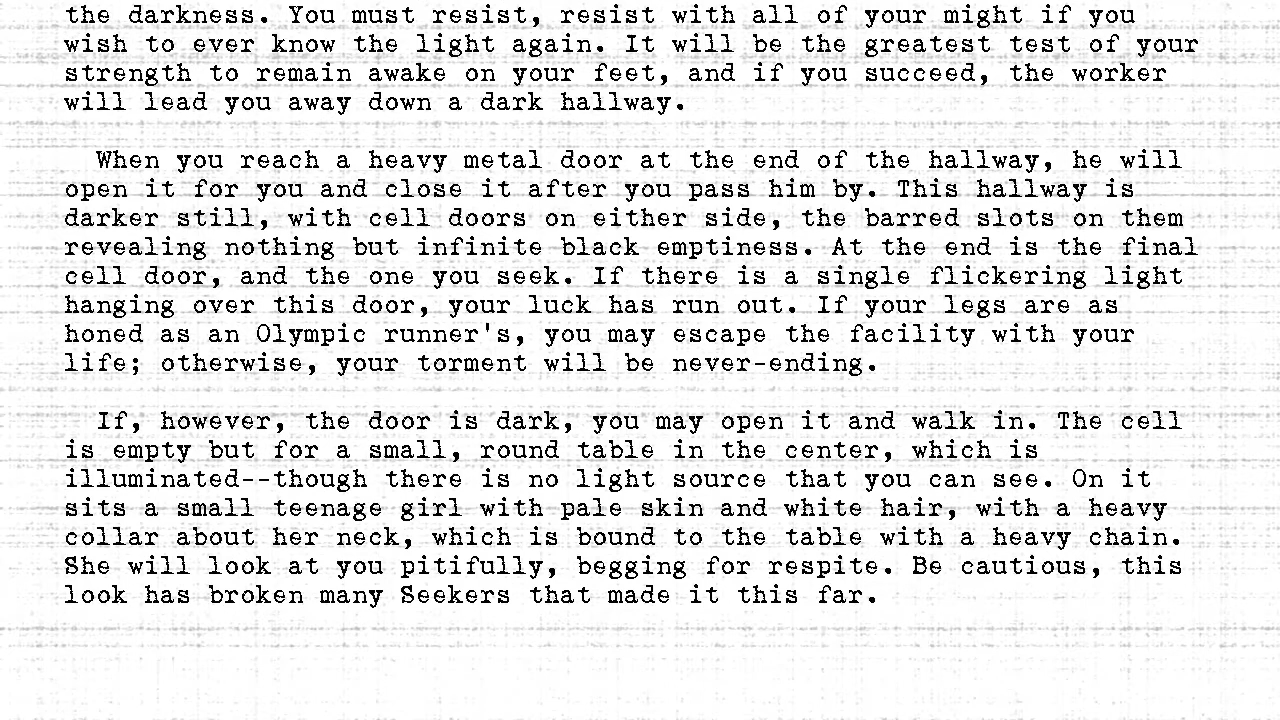 the darkness. You must resist, resist with all of your might if you
wish to ever know the light again. It will be the greatest test of your
strength to remain awake on your feet, and if you succeed, the worker
will lead you away down a dark hallway.
When you reach a heavy metal door at the end of the hallway, he will
open it for you and close it after you pass him by. This hallway is
darker still, with cell doors on either side, the barred slots on them
revealing nothing but infinite black emptiness. At the end is the final
cell door, and the one you seek. If there is a single flickering light
hanging over this door, your luck has run out. If your legs are as
honed as an Olympic runner's, you may escape the facility with your
life; otherwise, your torment will be never-ending.
If, however, the door is dark, you may open it and walk in. The cell
is empty but for a small, round table in the center, which is
illuminated--though there is no light source that you can see. On it
sits a small teenage girl with pale skin and white hair, with a heavy
collar about her neck, which is bound to the table with a heavy chain.
She will look at you pitifully, begging for respite. Be cautious, this
look has broken many Seekers that made it this far.